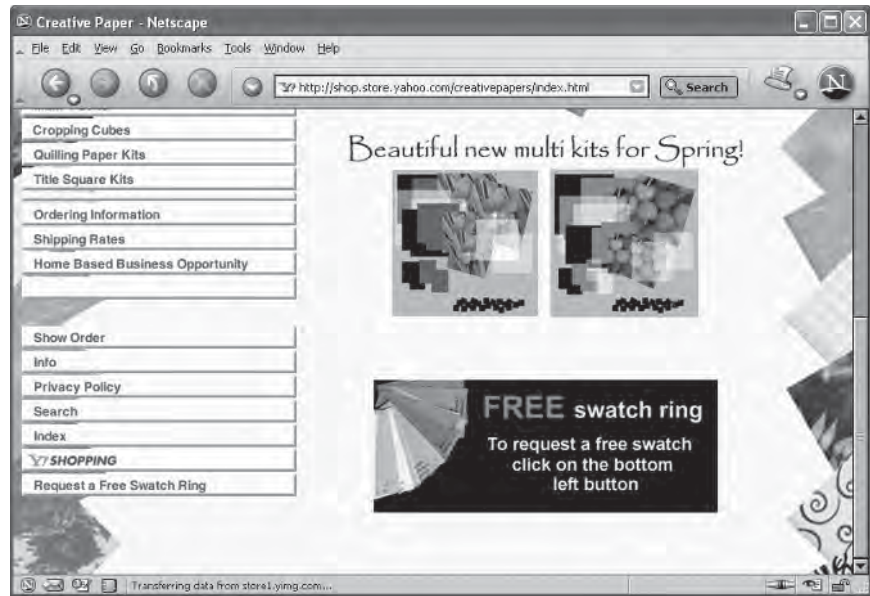 Creative Paper - Netscape
File Edit View Go Bookmarks Tools Window Help
http://shop.store.yahoo.com/creativepapers/index.html Search N
Cropping Cubes
Quilling Paper Kits
Title Square Kits
Ordering Information
Shipping Rates
Home Based Business Opportunity
Show Order
Info
Privacy Policy
Search
Index
Y! SHOPPING
Request a Free Swatch Ring
Beautiful new multi kits for Spring!
FREE swatch ring
To request a free swatch
click on the bottom
left button
Transferring data from store1.yimg.com...